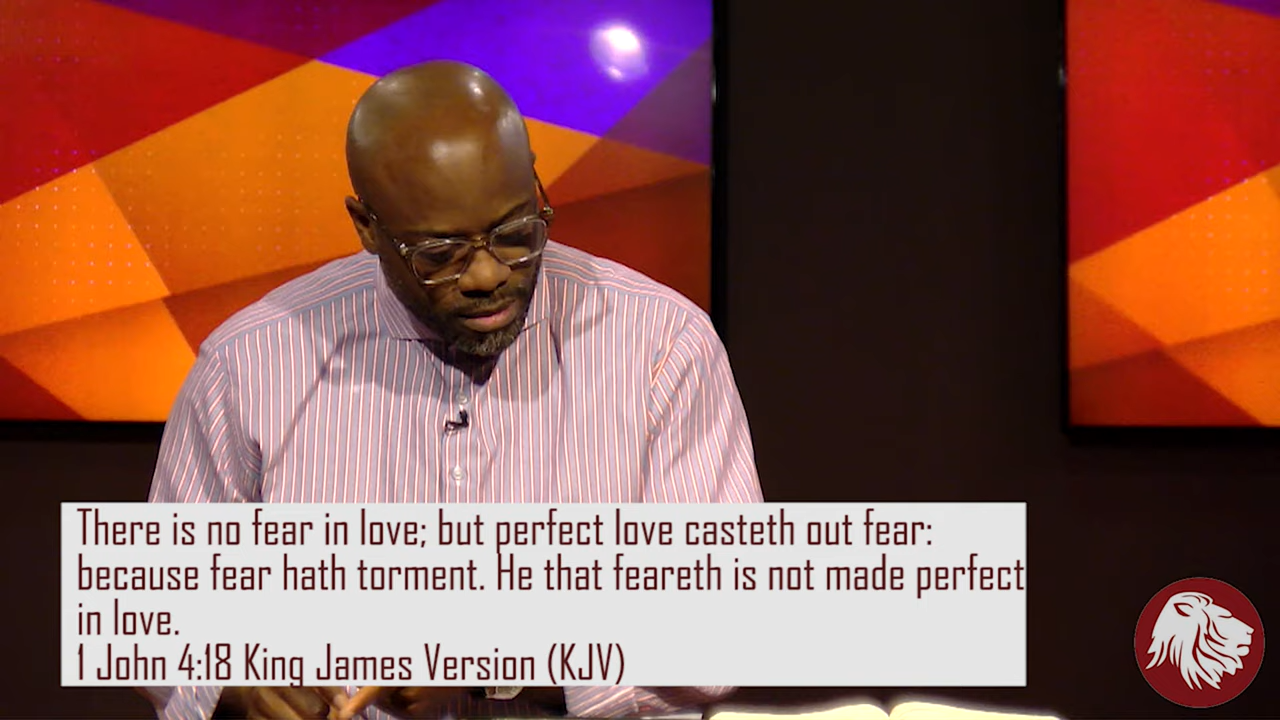 There is no fear in love; but perfect love casteth out fear:
because fear hath torment. He that feareth is not made perfect
in love.
1 John 4:18 King James Version (KJV)